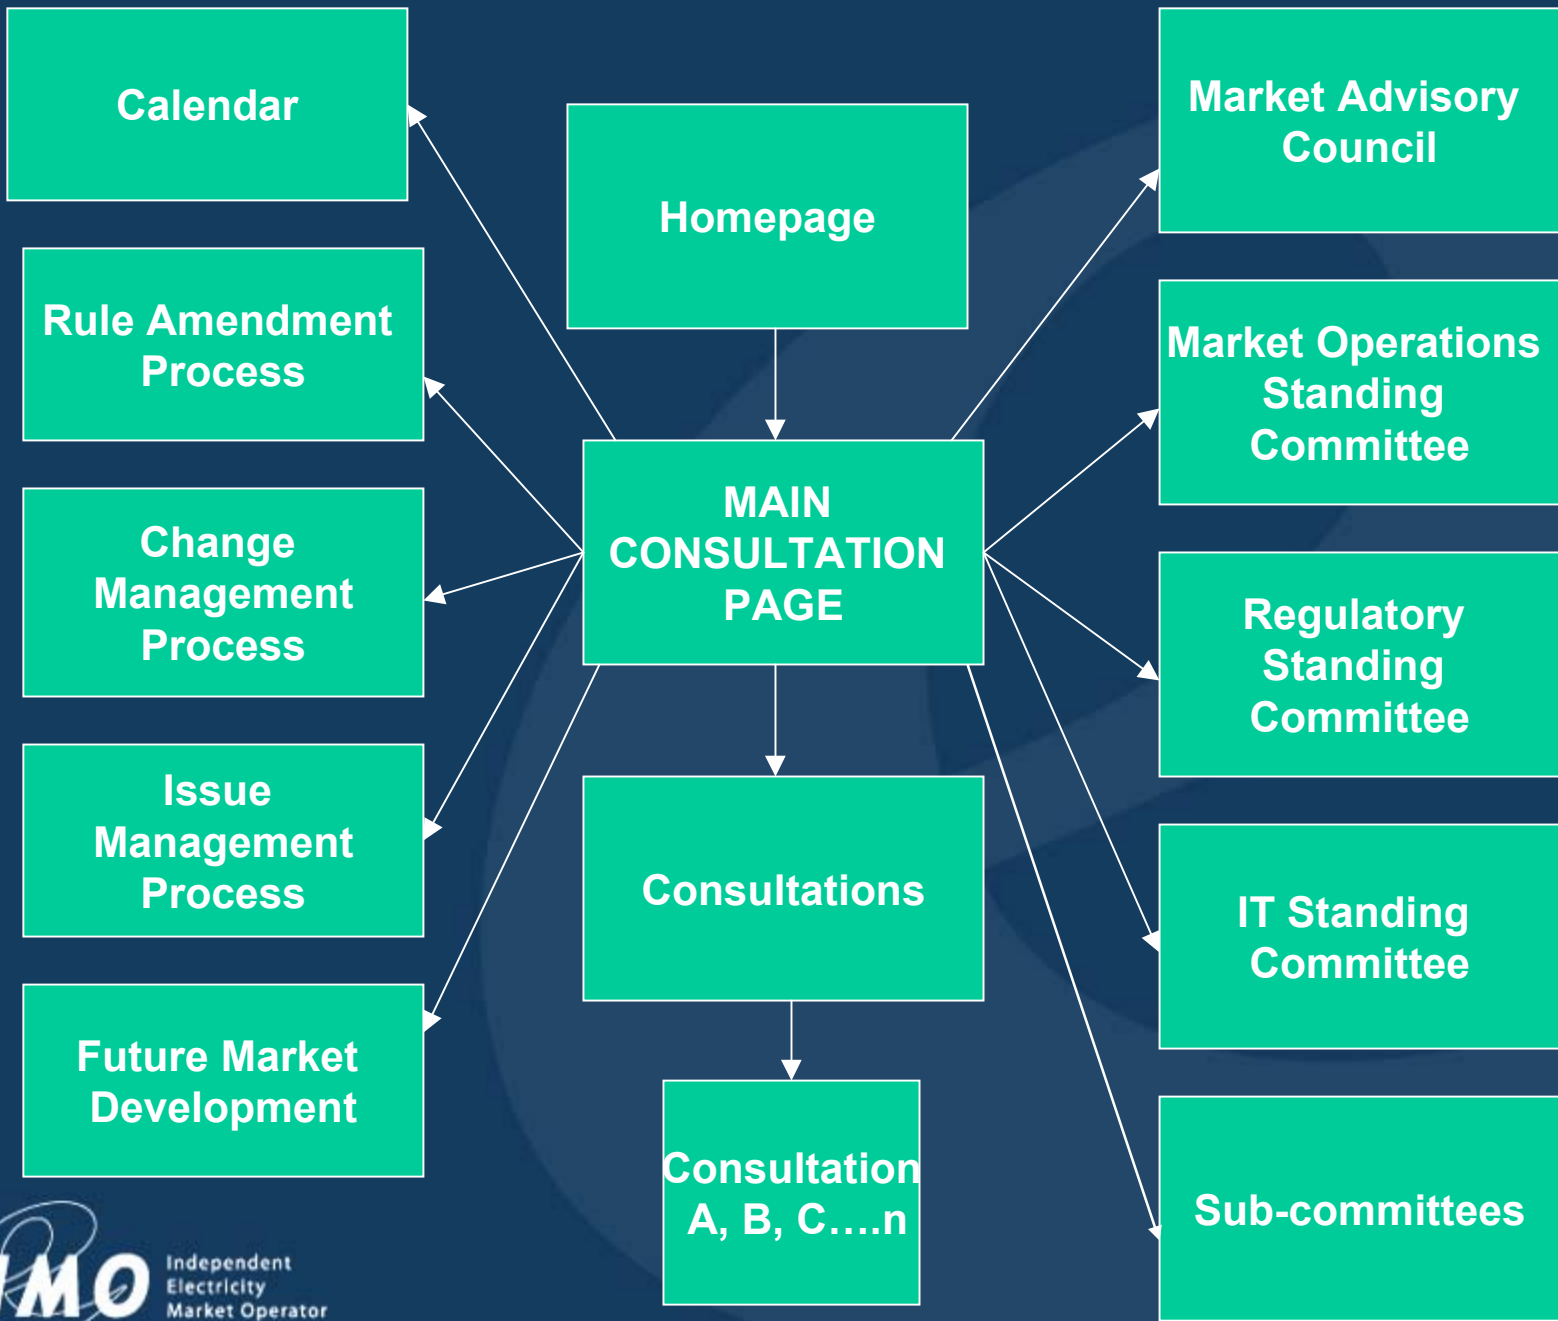 Calendar
Rule Amendment
Process
Change
Management
Process
Issue
Management
Process
Future Market
Development
Homepage
MAIN
CONSULTATION
PAGE
Consultations
Consultation
A, B, C....n
Market Advisory
Council
Market Operations
Standing
Committee
Regulatory
Standing
Committee
IT Standing
Committee
Sub-committees
IMO
Independent
Electricity
Market Operator